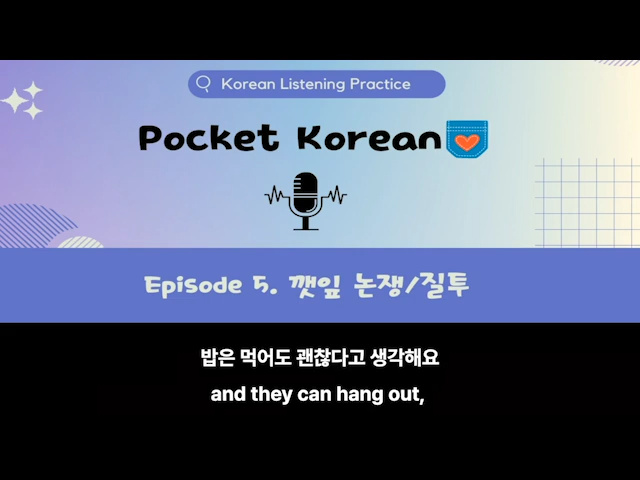 Korean Listening Practice
Pocket Korean
Episode 5. 깻잎 논쟁/질투
밥은 먹어도 괜찮다고 생각해요
and they can hang out,